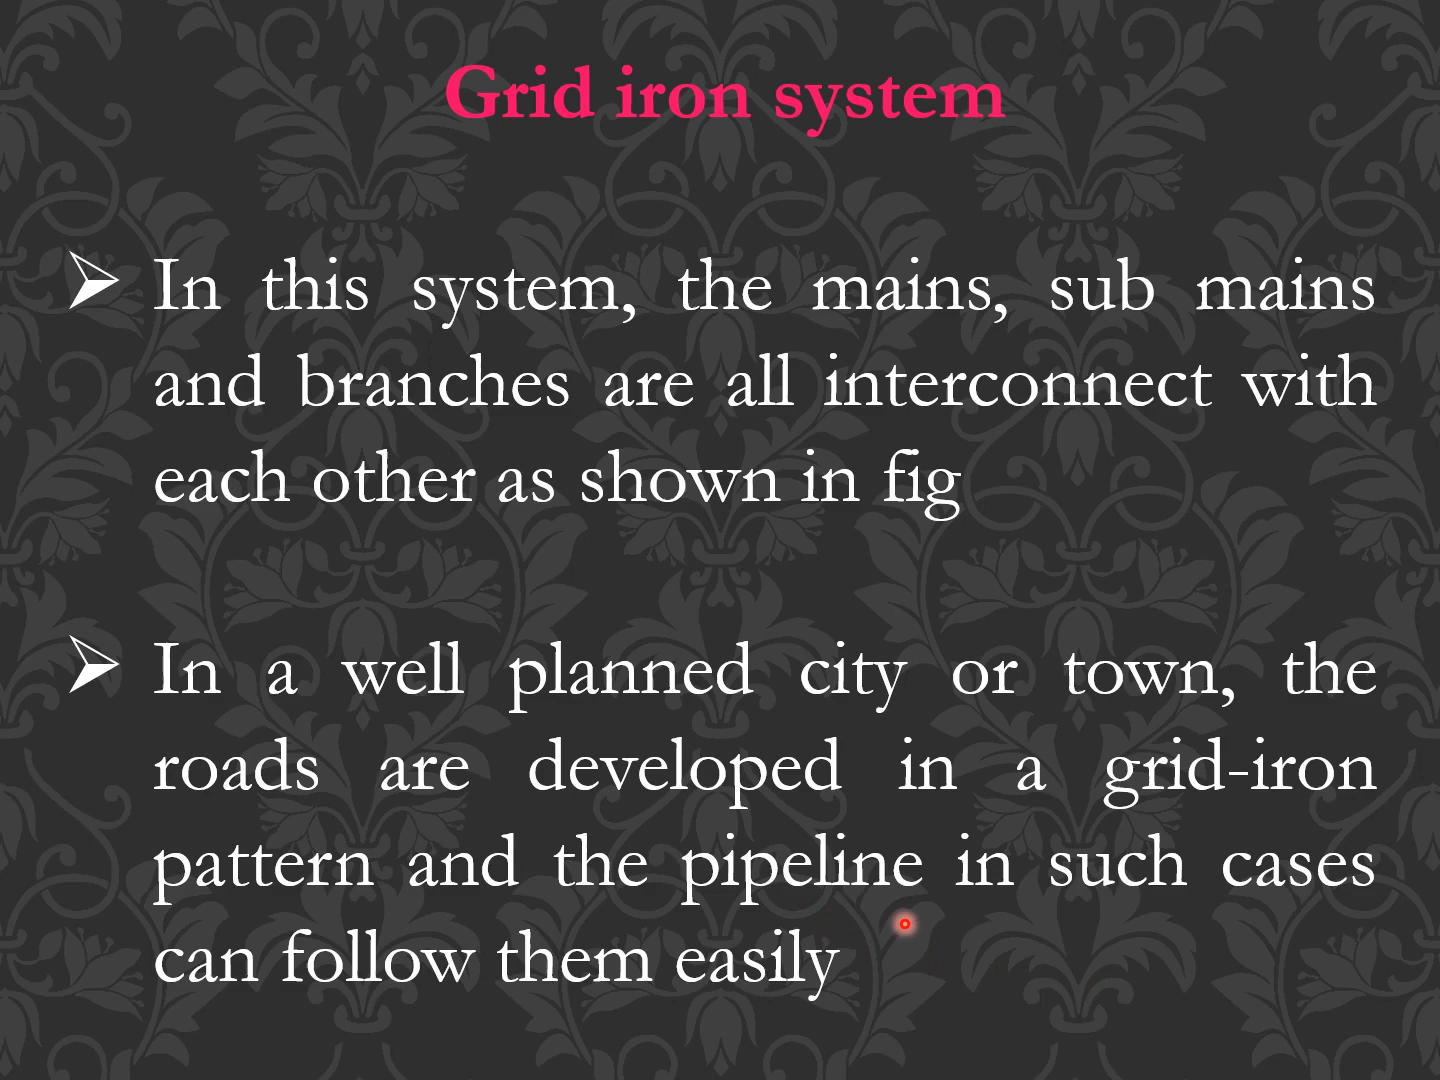 Grid iron system
In this system, the mains, sub mains
and branches are all interconnect with
each other as shown in fig
In a well planned city or town, the
roads are developed in a grid-iron
pattern and the pipeline in such cases
can follow them easily